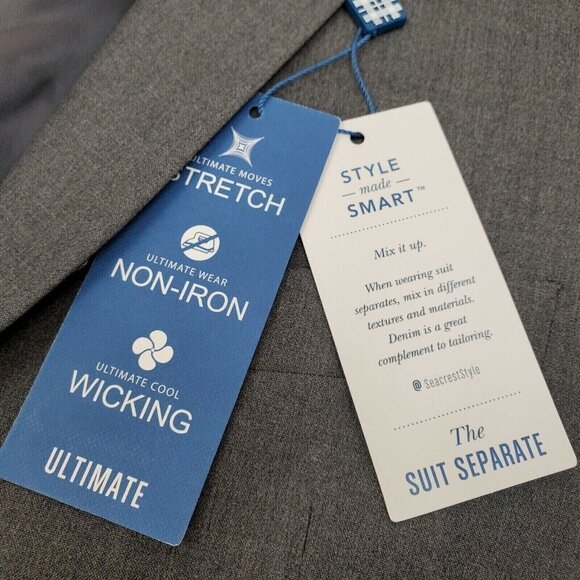 ULTIMATE MOVES
STRETCH
ULTIMATE WEAR
NON-IRON
ULTIMATE COOL
WICKING
ULTIMATE
STYLE
made
SMART™
Mix it up.
When wearing suit
separates, mix in different
textures and materials.
Denim is a great
complement to tailoring.
@ SeacrestStyle
The
SUIT SEPARATE